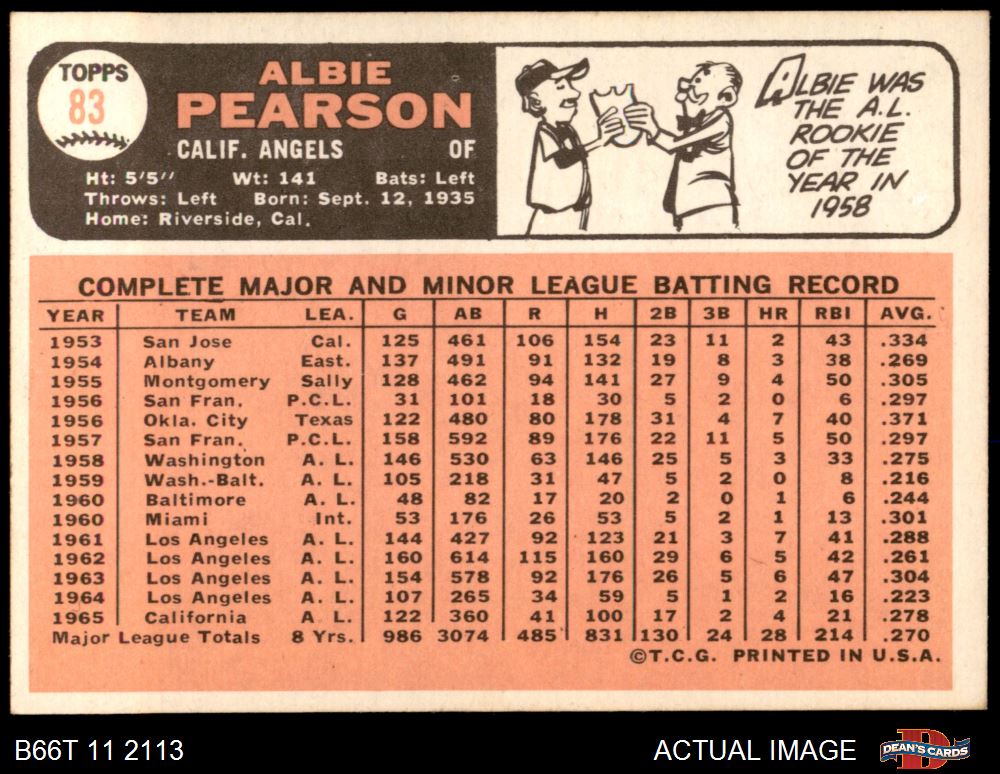 TOPPS
83
ALBIE
PEARSON
CALIF. ANGELS OF
Ht: 5'5" Wt: 141 Bats: Left
Throws: Left Born: Sept. 12, 1935
Home: Riverside, Cal.
ALBIE WAS
THE A.L.
ROOKIE
OF THE
YEAR IN
1958
COMPLETE MAJOR AND MINOR LEAGUE BATTING RECORD
YEAR TEAM LEA. G AB R H 2B 3B HR RBI AVG.
1953 San Jose Cal. 125 461 106 154 23 11 2 43 .334
1954 Albany East. 137 491 91 132 19 8 3 38 .269
1955 Montgomery Sally 128 462 94 141 27 9 4 50 .305
1956 San Fran. P.C.L. 31 101 18 30 5 2 0 6 .297
1956 Okla. City Texas 122 480 80 178 31 4 7 40 .371
1957 San Fran. P.C.L. 158 592 89 176 22 11 5 50 .297
1958 Washington A. L. 146 530 63 146 25 5 3 33 .275
1959 Wash.-Balt. A. L. 105 218 31 47 5 2 0 8 .216
1960 Baltimore A. L. 48 82 17 20 2 0 1 6 .244
1960 Miami Int. 53 176 26 53 5 2 1 13 .301
1961 Los Angeles A. L. 144 427 92 123 21 3 7 41 .288
1962 Los Angeles A. L. 160 614 115 160 29 6 5 42 .261
1963 Los Angeles A. L. 154 578 92 176 26 5 6 47 .304
1964 Los Angeles A. L. 107 265 34 59 5 1 2 16 .223
1965 California A. L. 122 360 41 100 17 2 4 21 .278
Major League Totals 8 Yrs. 986 3074 485 831 130 24 28 214 .270
©T.C.G. PRINTED IN U.S.A.
B66T 11 2113 ACTUAL IMAGE DEAN'S CARDS